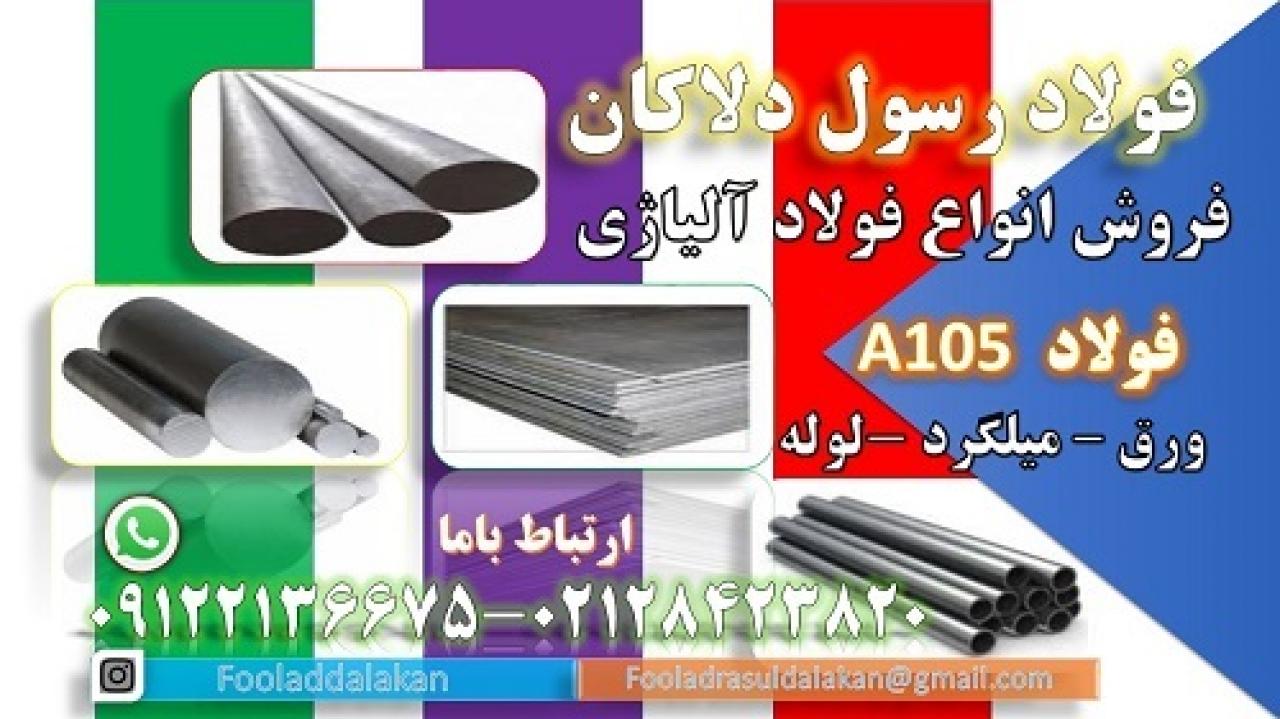 فولاد رسول دلاکان
فروش انواع فولاد آلیاژی
فولاد A105
ورق - میلگرد - لوله
ارتباط باما
۰۹۱۲۲۱۳۶۶۷۵-۰۲۱۲۸۴۲۳۸۲۰
Fooladdalakan
Fooladrasuldalakan@gmail.com